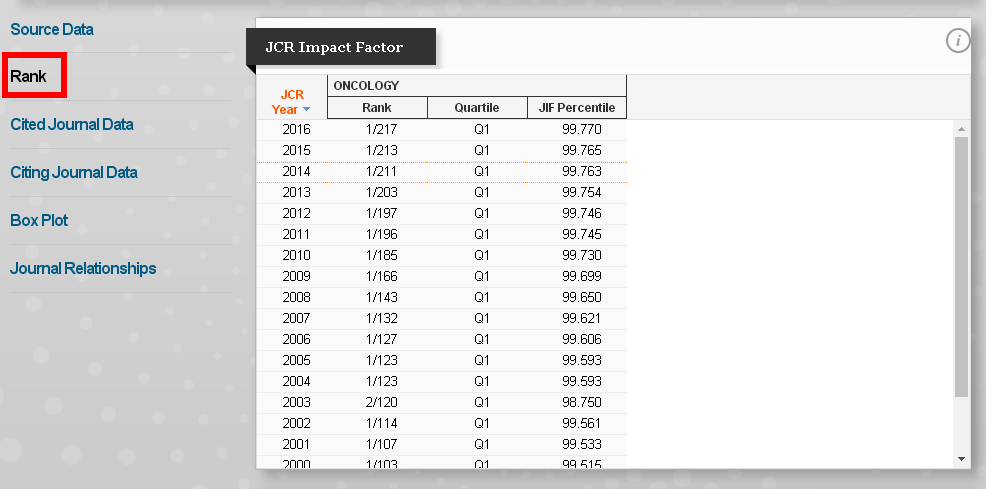 Source Data
Rank
Cited Journal Data
Citing Journal Data
Box Plot
Journal Relationships
JCR Impact Factor
i
JCR Year ONCOLOGY
Rank Quartile JIF Percentile
2016 1/217 Q1 99.770
2015 1/213 Q1 99.765
2014 1/211 Q1 99.763
2013 1/203 Q1 99.754
2012 1/197 Q1 99.746
2011 1/196 Q1 99.745
2010 1/185 Q1 99.730
2009 1/166 Q1 99.699
2008 1/143 Q1 99.650
2007 1/132 Q1 99.621
2006 1/127 Q1 99.606
2005 1/123 Q1 99.593
2004 1/123 Q1 99.593
2003 2/120 Q1 98.750
2002 1/114 Q1 99.561
2001 1/107 Q1 99.533
2000 1/103 Q1 99.515